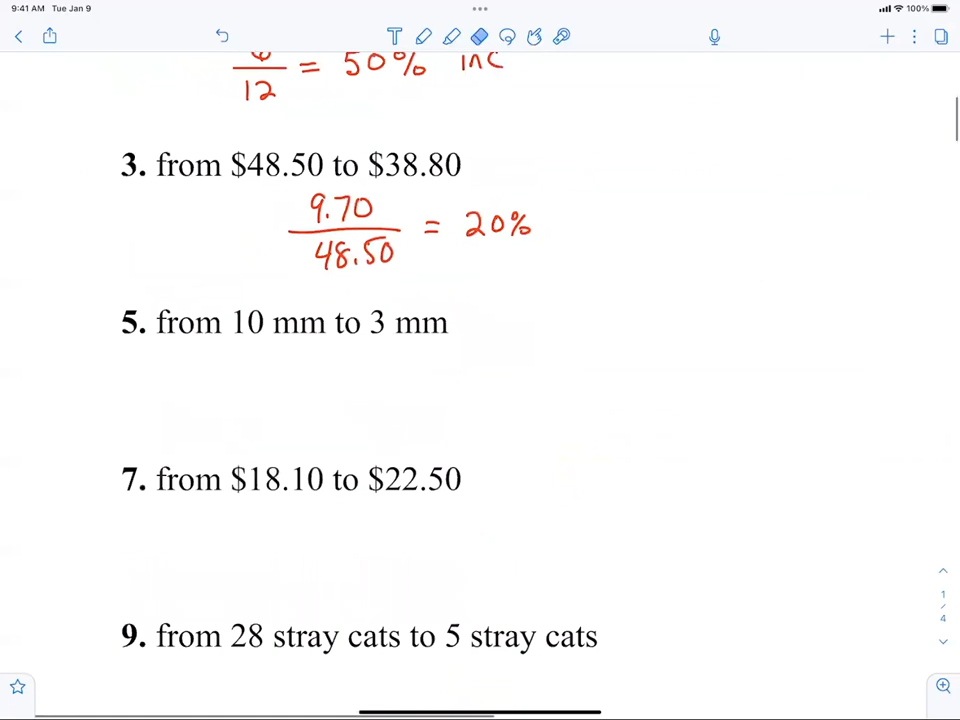 9:41 AM Tue Jan 9
100%
= 50% inc
12
3. from $48.50 to $38.80
9.70
= 20%
48.50
5. from 10 mm to 3 mm
7. from $18.10 to $22.50
1
/
4
9. from 28 stray cats to 5 stray cats